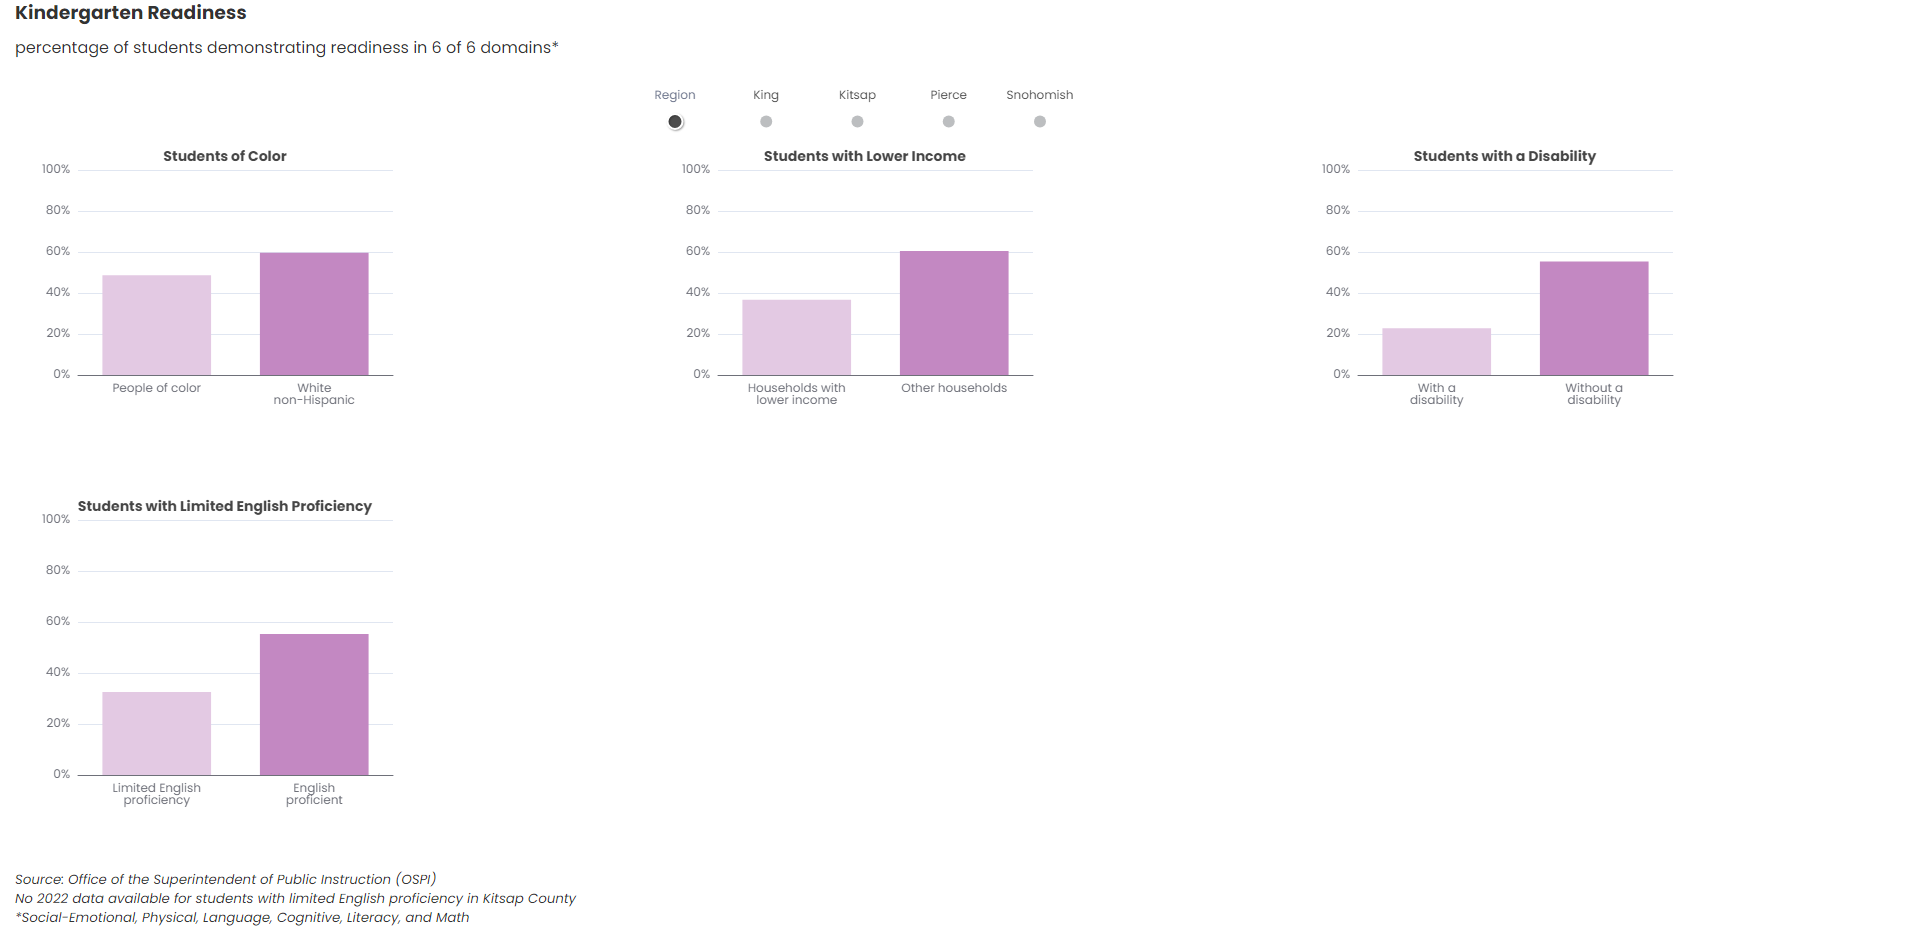 Kindergarten Readiness
percentage of students demonstrating readiness in 6 of 6 domains*
Region King Kitsap Pierce Snohomish
Students of Color
100%
80%
60%
40%
20%
0%
People of color
White
non-Hispanic
Students with Lower Income
100%
80%
60%
40%
20%
0%
Households with
lower income
Other households
Students with a Disability
100%
80%
60%
40%
20%
0%
With a
disability
Without a
disability
Students with Limited English Proficiency
100%
80%
60%
40%
20%
0%
Limited English
proficiency
English
proficient
Source: Office of the Superintendent of Public Instruction (OSPI)
No 2022 data available for students with limited English proficiency in Kitsap County
*Social-Emotional, Physical, Language, Cognitive, Literacy, and Math